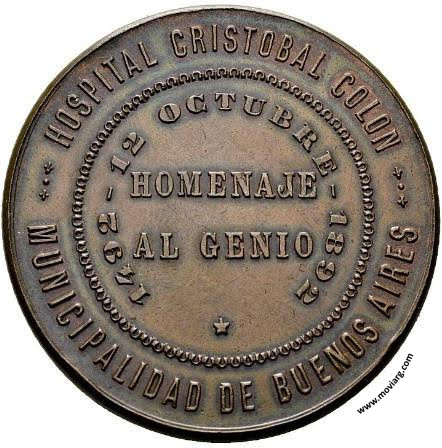 HOSPITAL CRISTOBAL COLON
MUNICIPALIDAD DE BUENOS AIRES
1492 - 12 OCTUBRE - 1892
HOMENAJE
AL GENIO
www.moviarg.com